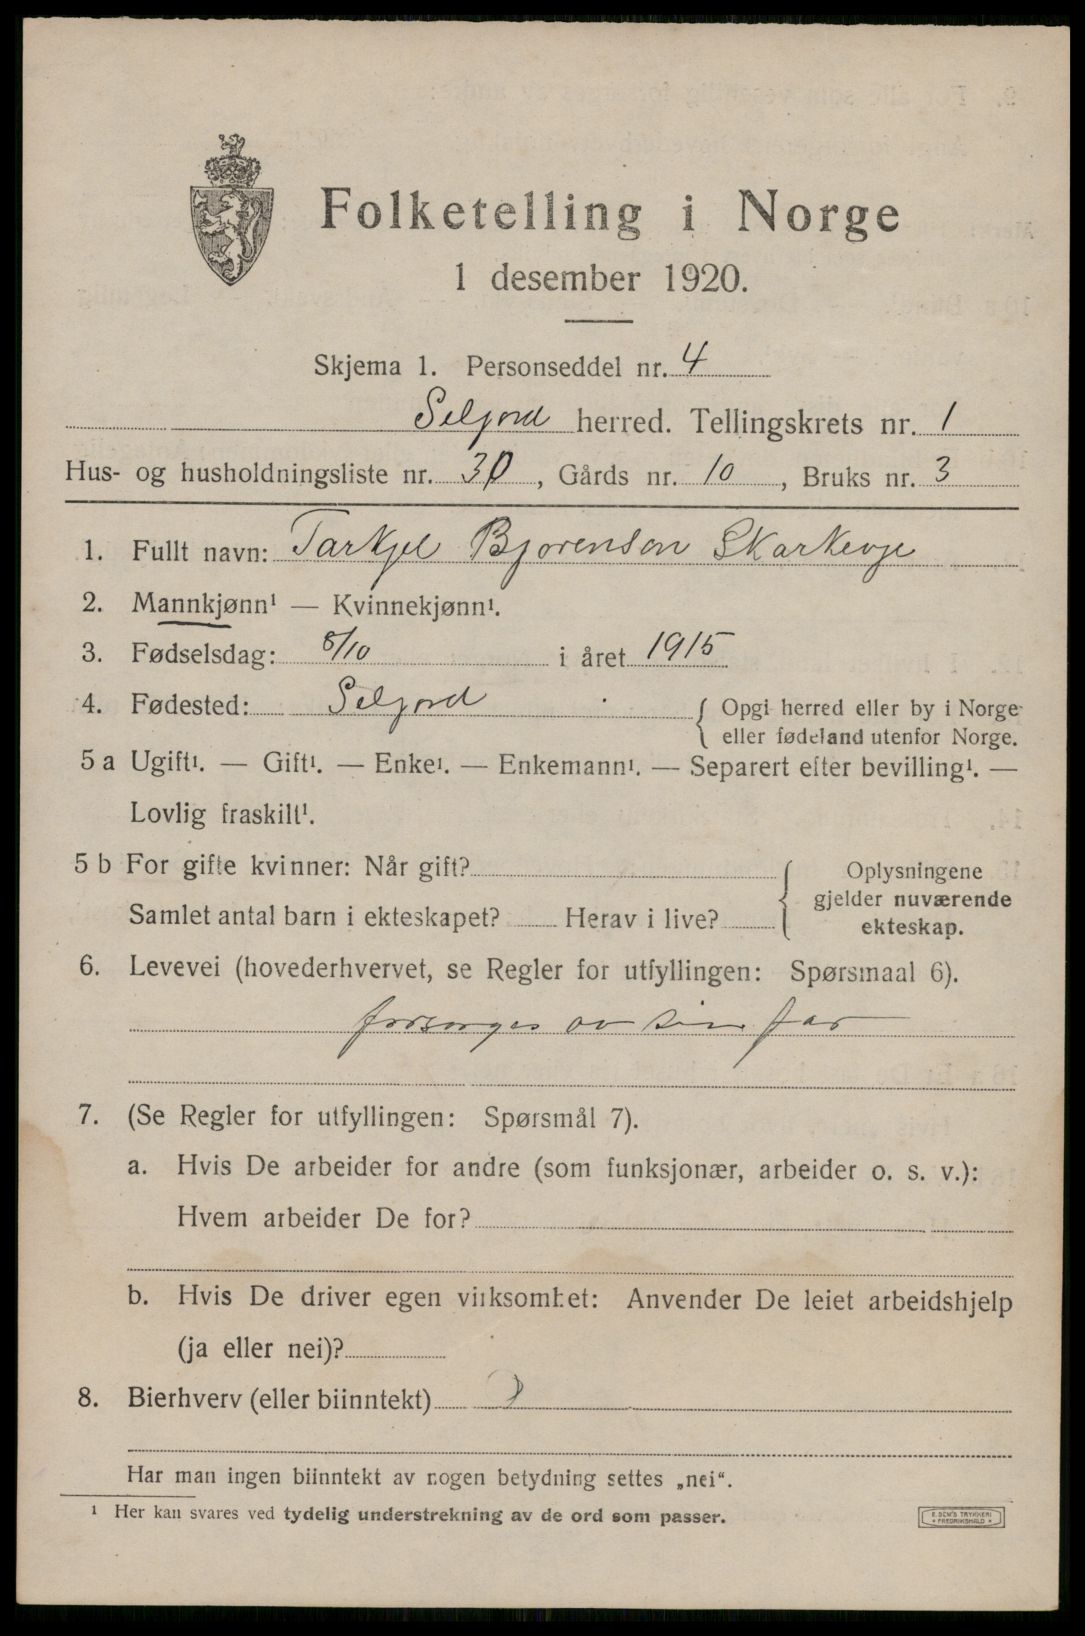 Folketelling i Norge
1 desember 1920.
Skjema 1. Personseddel nr. 4
Seljord herred. Tellingskrets nr. 1
Hus- og husholdningsliste nr. 30, Gårds nr. 10, Bruks nr. 3
1. Fullt navn: Tarkjel Bjørenson Skarkevje
2. Mannkjønn¹ — Kvinnekjønn¹.
3. Fødselsdag: 8/10 i året 1915
4. Fødested: Seljord { Opgi herred eller by i Norge
eller fødeland utenfor Norge.
5 a Ugift¹. — Gift¹. — Enke¹. — Enkemann¹. — Separert efter bevilling¹. —
Lovlig fraskilt¹.
5 b For gifte kvinner: Når gift? { Oplysningene
gjelder nuværende
ekteskap.
Samlet antal barn i ekteskapet? Herav i live?
6. Levevei (hovederhvervet, se Regler for utfyllingen: Spørsmaal 6).
forsørges av sin far
7. (Se Regler for utfyllingen: Spørsmål 7).
a. Hvis De arbeider for andre (som funksjonær, arbeider o. s. v.):
Hvem arbeider De for?
b. Hvis De driver egen virksomhet: Anvender De leiet arbeidshjelp
(ja eller nei)?
8. Bierhverv (eller biinntekt)
Har man ingen biinntekt av nogen betydning settes „nei“.
¹ Her kan svares ved tydelig understrekning av de ord som passer.
E. SEM'S TRYKKERI
FREDRIKSHALD